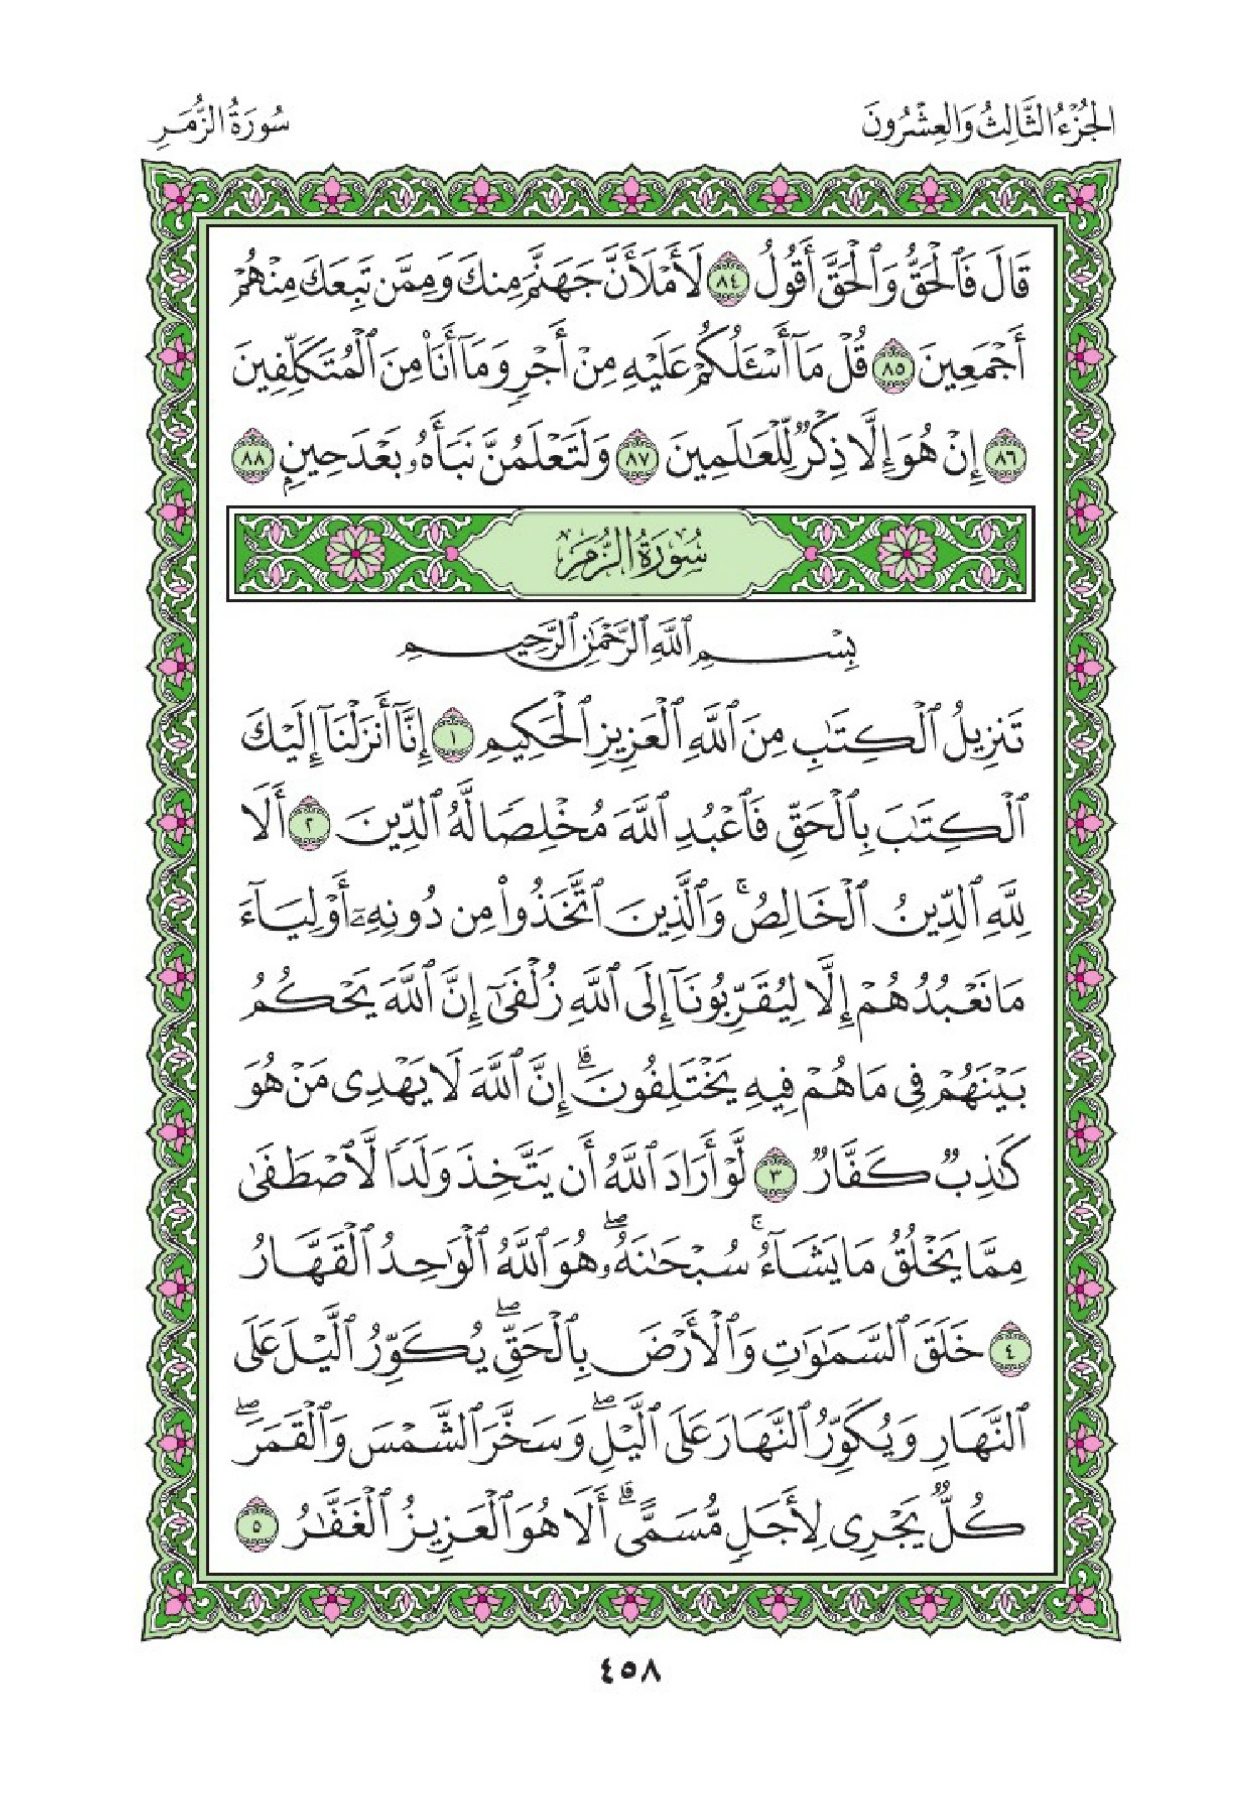 الجُزْءُ الثَّالِثُ وَالعِشْرُونَ
سُورَةُ الزُّمَرِ
قَالَ فَٱلْحَقُّ وَٱلْحَقَّ أَقُولُ ٨٤ لَأَمْلَأَنَّ جَهَنَّمَ مِنكَ وَمِمَّن تَبِعَكَ مِنْهُمْ
أَجْمَعِينَ ٨٥ قُلْ مَآ أَسْـَٔلُكُمْ عَلَيْهِ مِنْ أَجْرٍ وَمَآ أَنَا۠ مِنَ ٱلْمُتَكَلِّفِينَ
٨٦ إِنْ هُوَ إِلَّا ذِكْرٌ لِّلْعَٰلَمِينَ ٨٧ وَلَتَعْلَمُنَّ نَبَأَهُۥ بَعْدَ حِينٍۭ ٨٨
سُورَةُ الزُّمَرِ
بِسْمِ ٱللَّهِ ٱلرَّحْمَٰنِ ٱلرَّحِيمِ
تَنزِيلُ ٱلْكِتَٰبِ مِنَ ٱللَّهِ ٱلْعَزِيزِ ٱلْحَكِيمِ ١ إِنَّآ أَنزَلْنَآ إِلَيْكَ
ٱلْكِتَٰبَ بِٱلْحَقِّ فَٱعْبُدِ ٱللَّهَ مُخْلِصًا لَّهُ ٱلدِّينَ ٢ أَلَا
لِلَّهِ ٱلدِّينُ ٱلْخَالِصُ ۚ وَٱلَّذِينَ ٱتَّخَذُوا۟ مِن دُونِهِۦٓ أَوْلِيَآءَ
مَا نَعْبُدُهُمْ إِلَّا لِيُقَرِّبُونَآ إِلَى ٱللَّهِ زُلْفَىٰٓ إِنَّ ٱللَّهَ يَحْكُمُ
بَيْنَهُمْ فِى مَا هُمْ فِيهِ يَخْتَلِفُونَ ۗ إِنَّ ٱللَّهَ لَا يَهْدِى مَنْ هُوَ
كَٰذِبٌ كَفَّارٌ ٣ لَّوْ أَرَادَ ٱللَّهُ أَن يَتَّخِذَ وَلَدًا لَّٱصْطَفَىٰ
مِمَّا يَخْلُقُ مَا يَشَآءُ ۚ سُبْحَٰنَهُۥ ۖ هُوَ ٱللَّهُ ٱلْوَٰحِدُ ٱلْقَهَّارُ
٤ خَلَقَ ٱلسَّمَٰوَٰتِ وَٱلْأَرْضَ بِٱلْحَقِّ ۖ يُكَوِّرُ ٱلَّيْلَ عَلَى
ٱلنَّهَارِ وَيُكَوِّرُ ٱلنَّهَارَ عَلَى ٱلَّيْلِ ۖ وَسَخَّرَ ٱلشَّمْسَ وَٱلْقَمَرَ ۖ
كُلٌّ يَجْرِى لِأَجَلٍ مُّسَمًّى ۗ أَلَا هُوَ ٱلْعَزِيزُ ٱلْغَفَّٰرُ ٥
٤٥٨